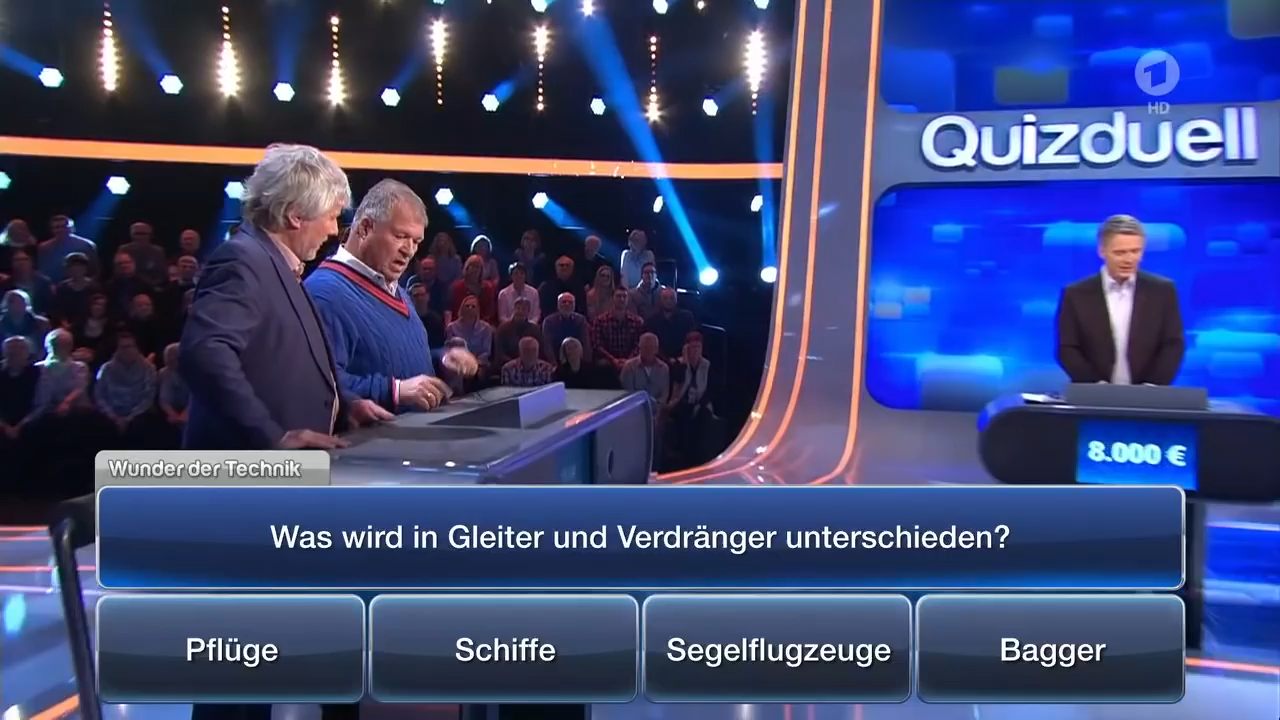 1
HD
Quizduell
8.000 €
Wunder der Technik
Was wird in Gleiter und Verdränger unterschieden?
Pflüge
Schiffe
Segelflugzeuge
Bagger